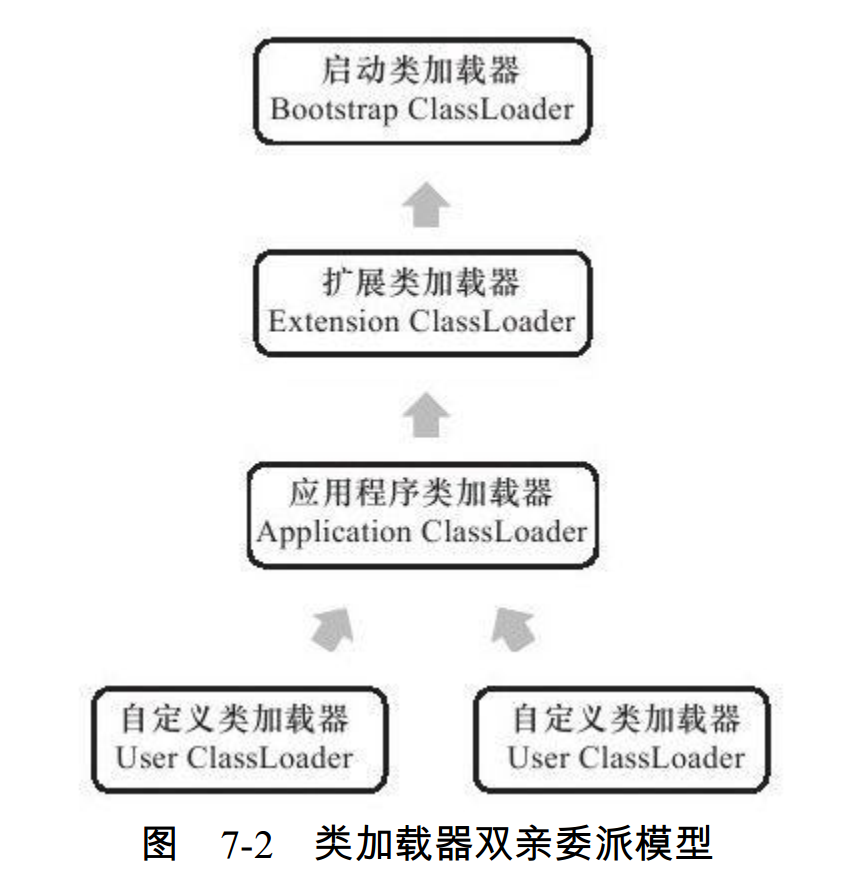 启动类加载器
Bootstrap ClassLoader
扩展类加载器
Extension ClassLoader
应用程序类加载器
Application ClassLoader
自定义类加载器
User ClassLoader
自定义类加载器
User ClassLoader
图 7-2 类加载器双亲委派模型